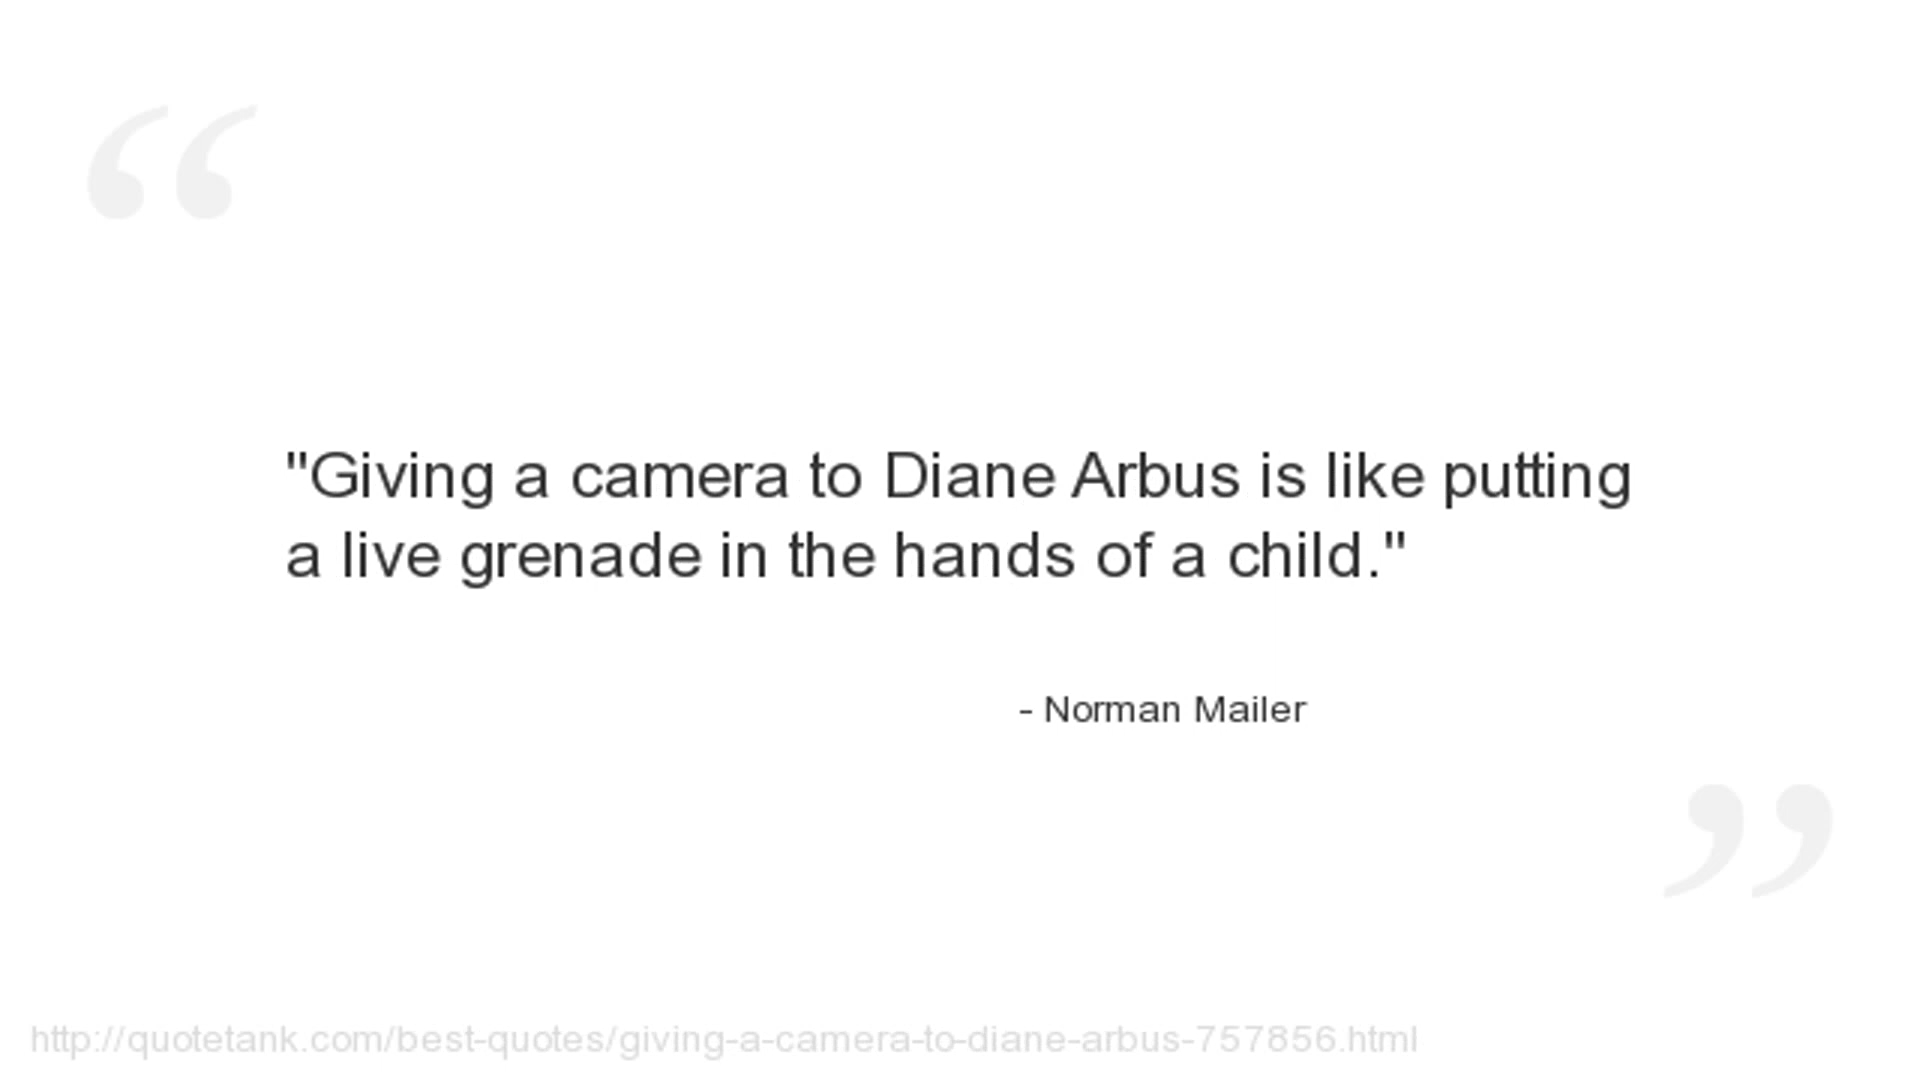 "Giving a camera to Diane Arbus is like putting
a live grenade in the hands of a child."
- Norman Mailer
http://quotetank.com/best-quotes/giving-a-camera-to-diane-arbus-757856.html